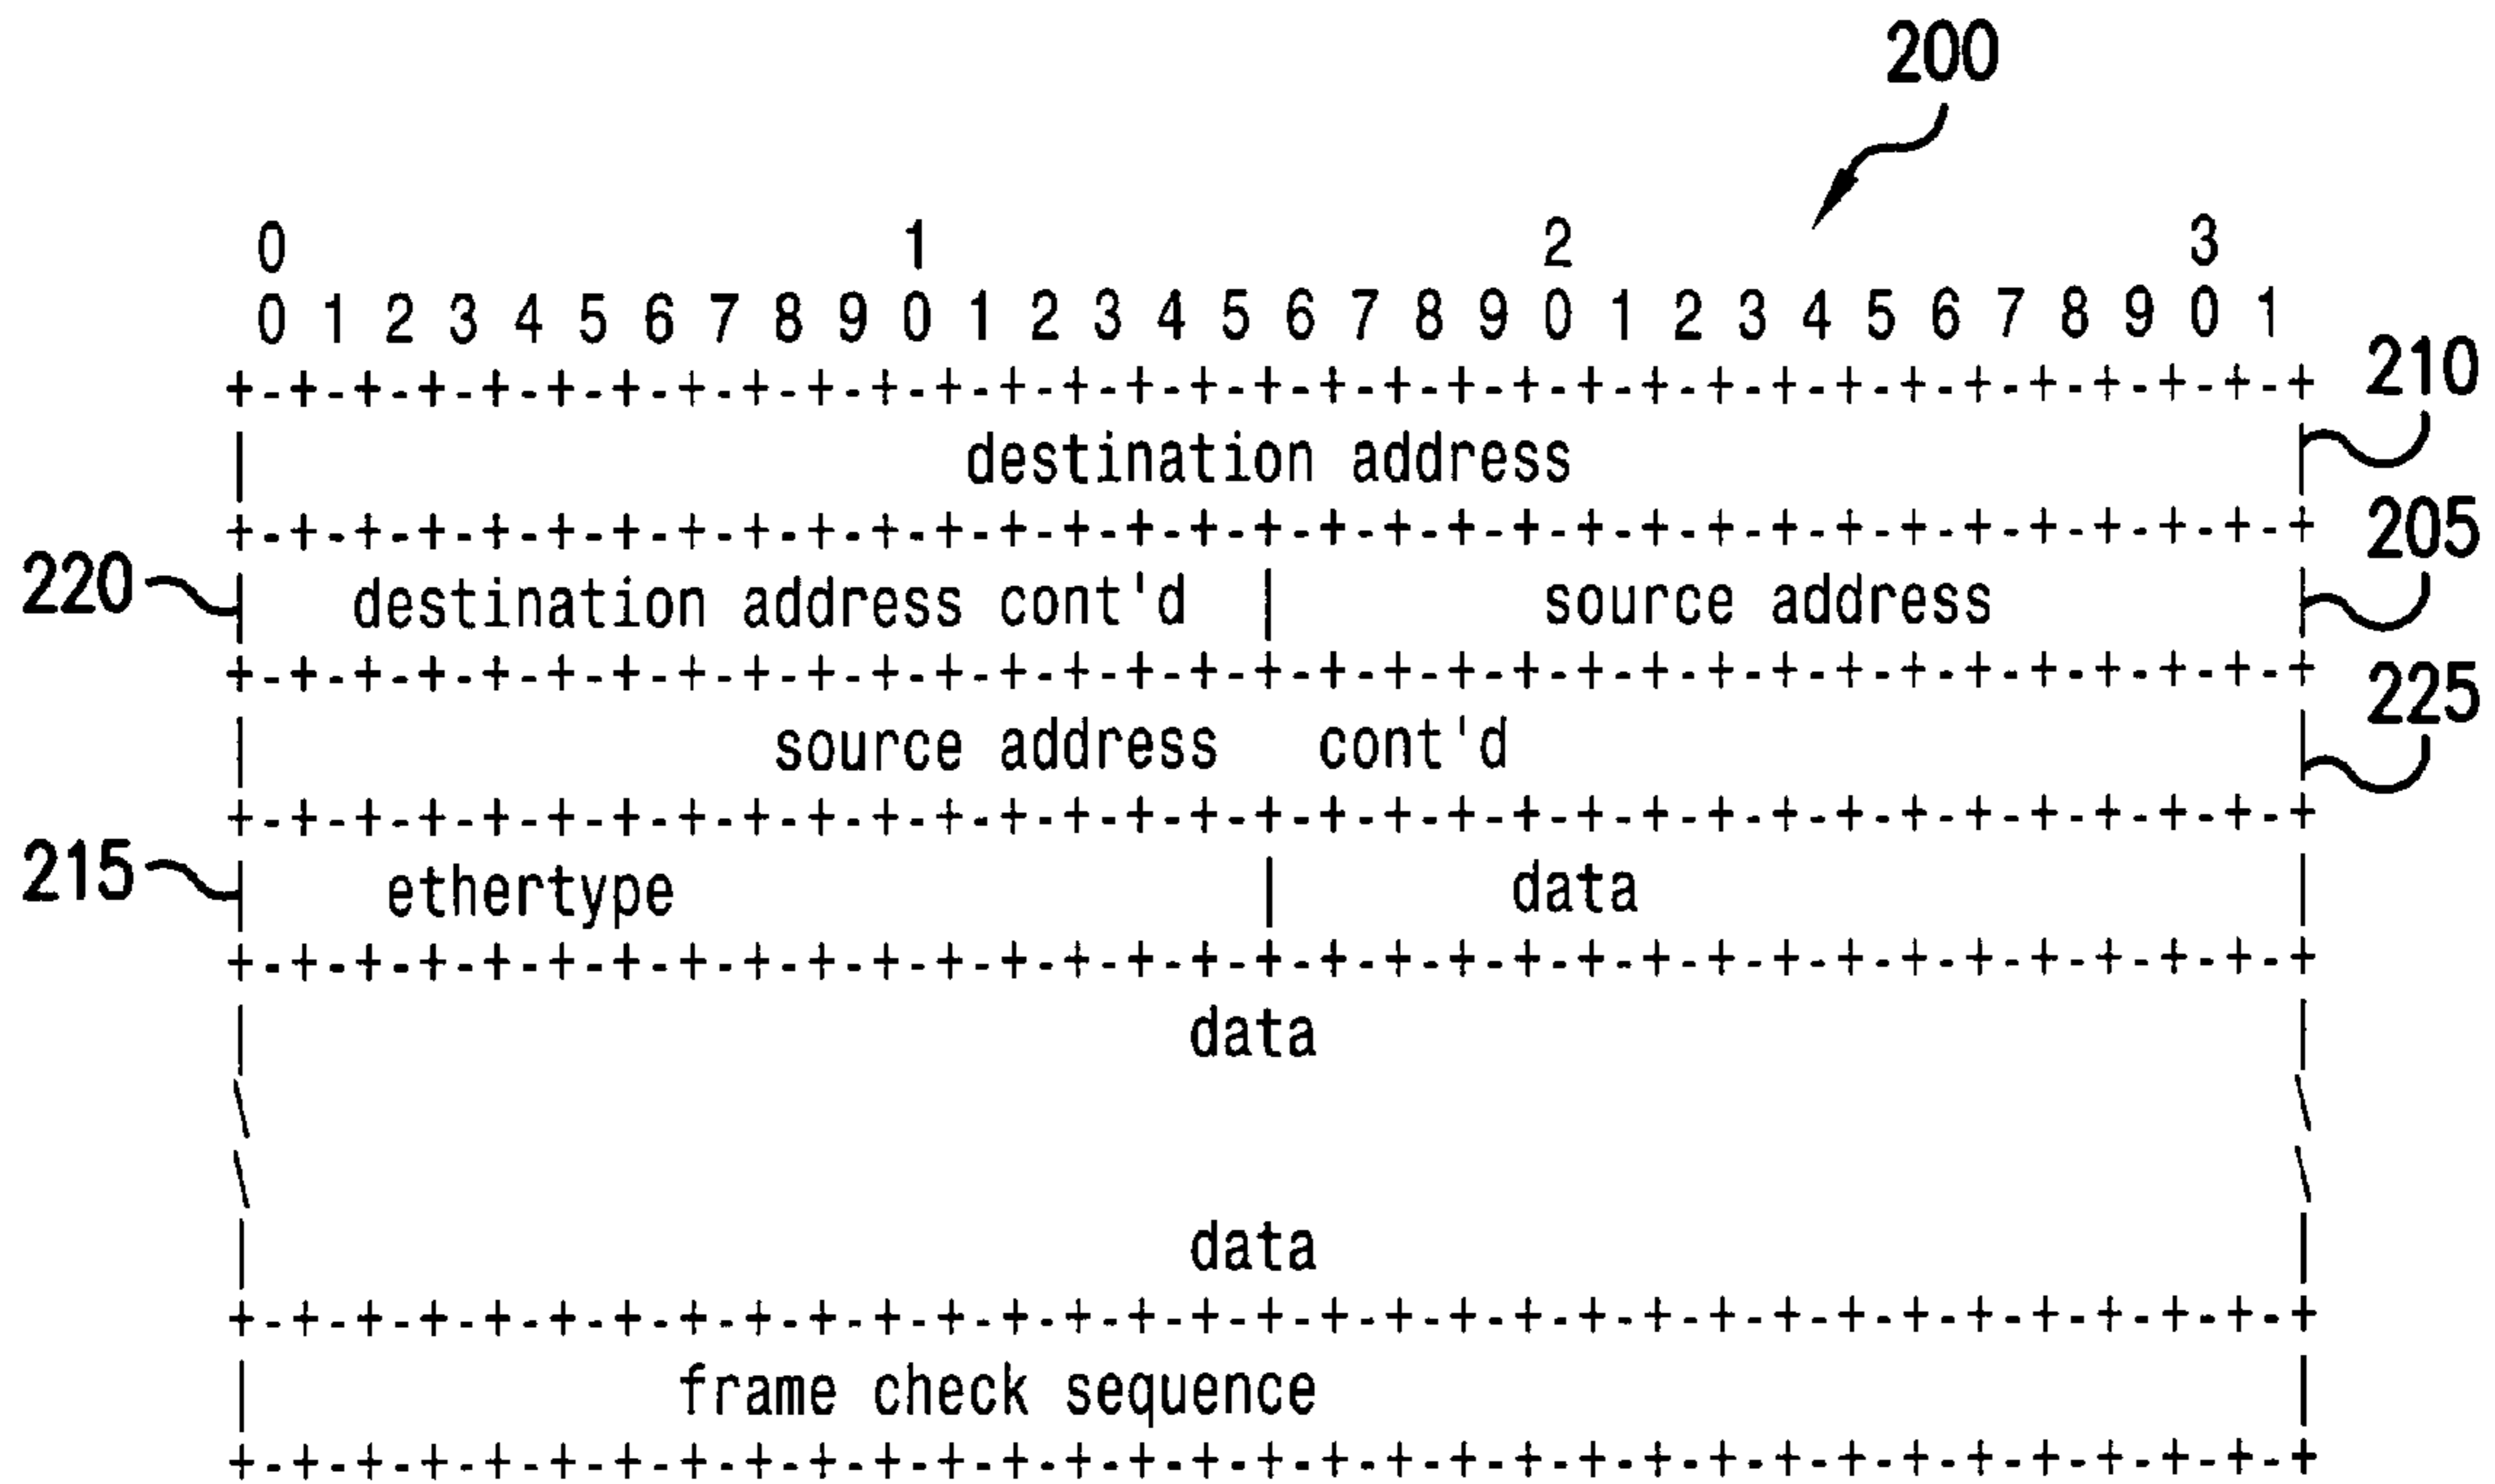 200
0 1 2 3
0 1 2 3 4 5 6 7 8 9 0 1 2 3 4 5 6 7 8 9 0 1 2 3 4 5 6 7 8 9 0 1
+-+-+-+-+-+-+-+-+-+-+-+-+-+-+-+-+-+-+-+-+-+-+-+-+-+-+-+-+-+-+-+-+
| destination address | 210
+-+-+-+-+-+-+-+-+-+-+-+-+-+-+-+-+-+-+-+-+-+-+-+-+-+-+-+-+-+-+-+-+
220 | destination address cont'd | source address | 205
+-+-+-+-+-+-+-+-+-+-+-+-+-+-+-+-+-+-+-+-+-+-+-+-+-+-+-+-+-+-+-+-+
| source address cont'd | 225
+-+-+-+-+-+-+-+-+-+-+-+-+-+-+-+-+-+-+-+-+-+-+-+-+-+-+-+-+-+-+-+-+
215 | ethertype | data |
+-+-+-+-+-+-+-+-+-+-+-+-+-+-+-+-+-+-+-+-+-+-+-+-+-+-+-+-+-+-+-+-+
| data |
\ \
\ \
| data |
+-+-+-+-+-+-+-+-+-+-+-+-+-+-+-+-+-+-+-+-+-+-+-+-+-+-+-+-+-+-+-+-+
| frame check sequence |
+-+-+-+-+-+-+-+-+-+-+-+-+-+-+-+-+-+-+-+-+-+-+-+-+-+-+-+-+-+-+-+-+